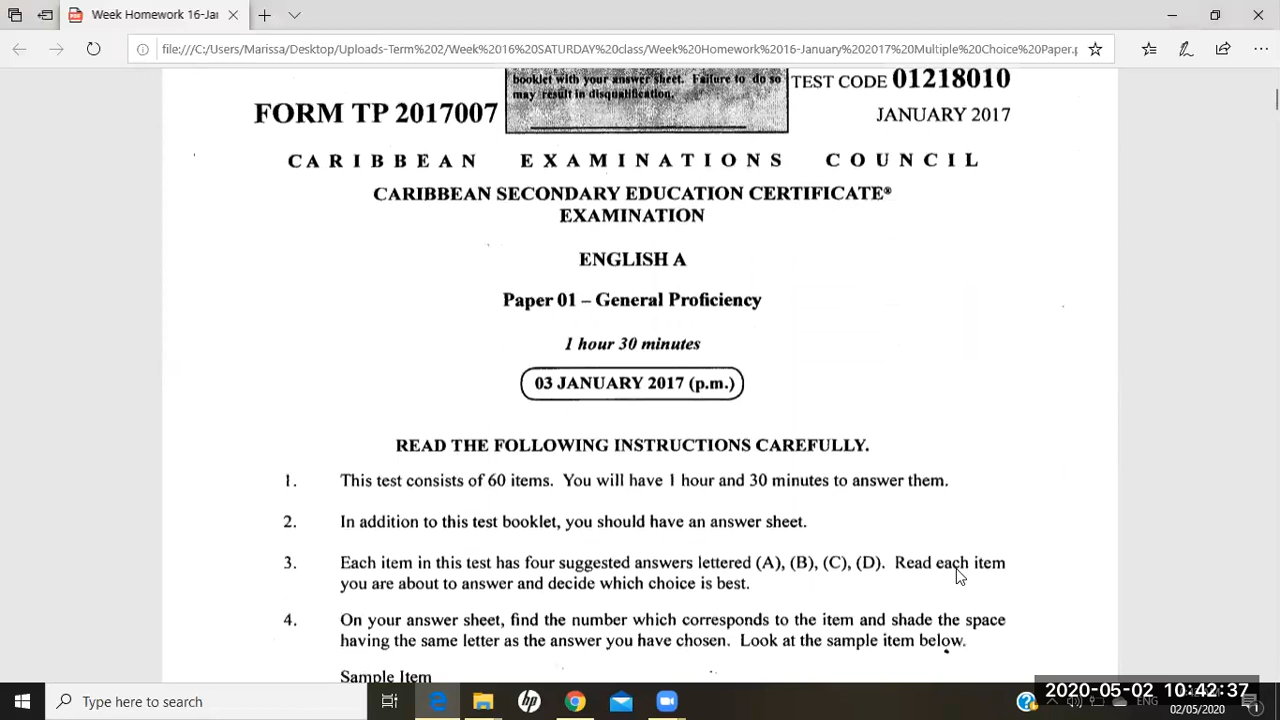 Week Homework 16-Jan
file:///C:/Users/Marissa/Desktop/Uploads-Term%202/Week%2016%20SATURDAY%20class/Week%20Homework%2016-January%202017%20Multiple%20Choice%20Paper.p
booklet with your answer sheet. Failure to do so
may result in disqualification.
TEST CODE 01218010
FORM TP 2017007
JANUARY 2017
CARIBBEAN EXAMINATIONS COUNCIL
CARIBBEAN SECONDARY EDUCATION CERTIFICATE®
EXAMINATION
ENGLISH A
Paper 01 – General Proficiency
1 hour 30 minutes
03 JANUARY 2017 (p.m.)
READ THE FOLLOWING INSTRUCTIONS CAREFULLY.
1. This test consists of 60 items. You will have 1 hour and 30 minutes to answer them.
2. In addition to this test booklet, you should have an answer sheet.
3. Each item in this test has four suggested answers lettered (A), (B), (C), (D). Read each item
you are about to answer and decide which choice is best.
4. On your answer sheet, find the number which corresponds to the item and shade the space
having the same letter as the answer you have chosen. Look at the sample item below.
Sample Item
Type here to search
2020-05-02 10:42:37
ENG
02/05/2020